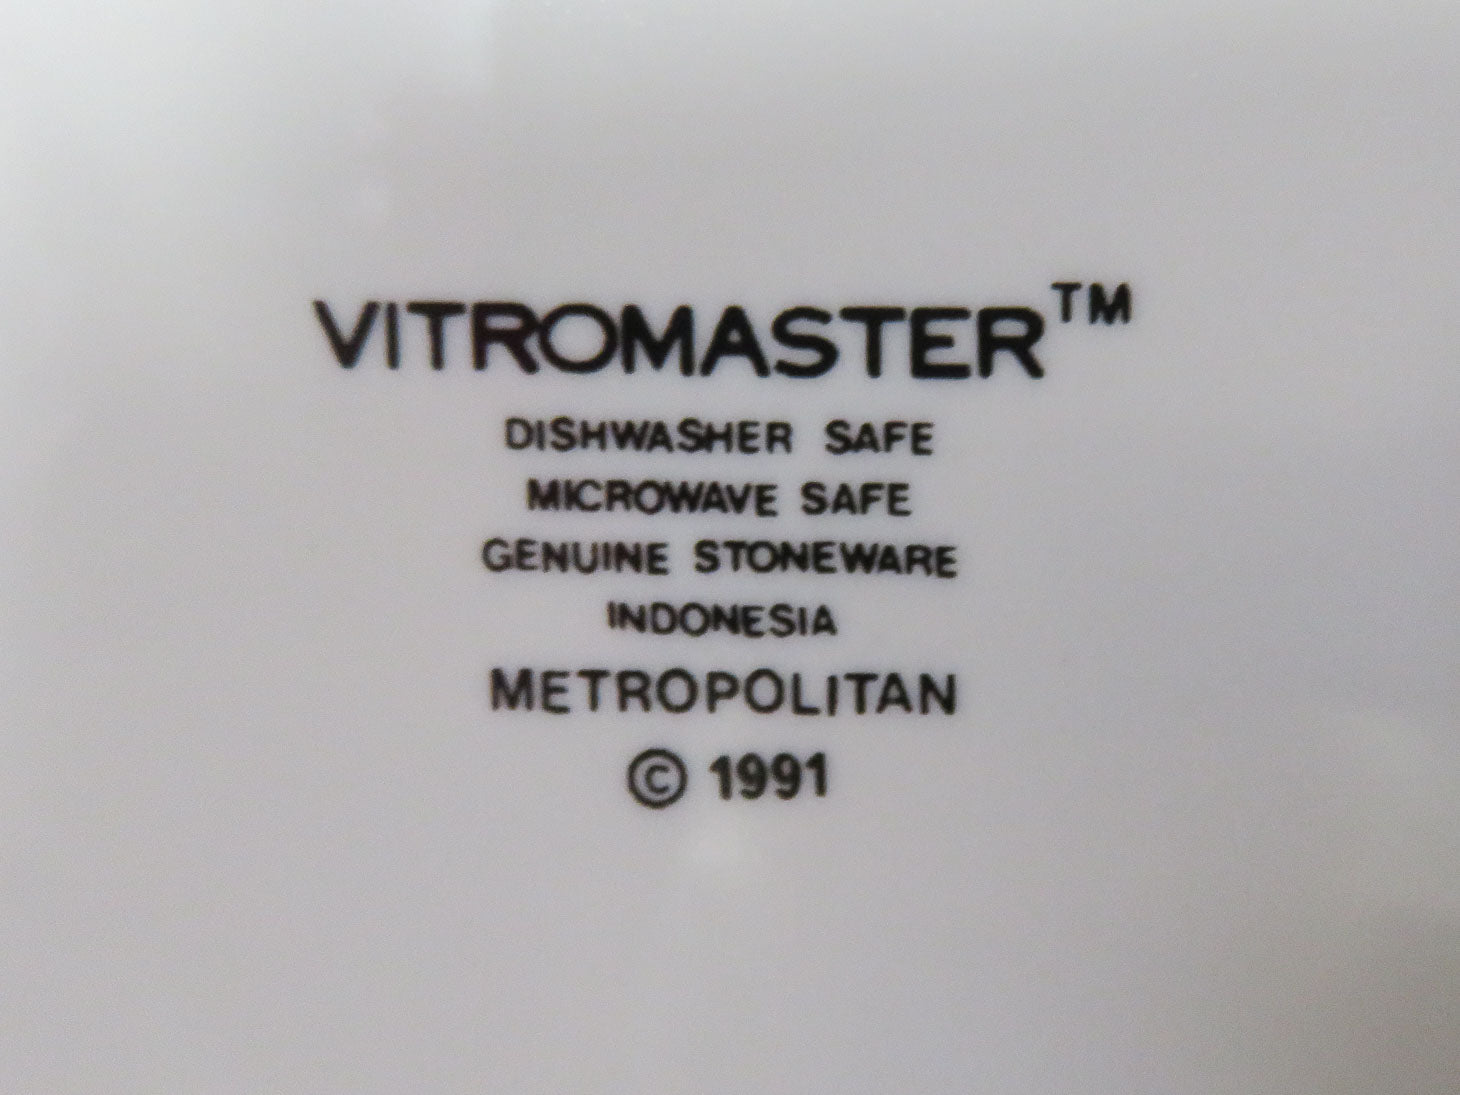 VITROMASTER™
DISHWASHER SAFE
MICROWAVE SAFE
GENUINE STONEWARE
INDONESIA
METROPOLITAN
© 1991